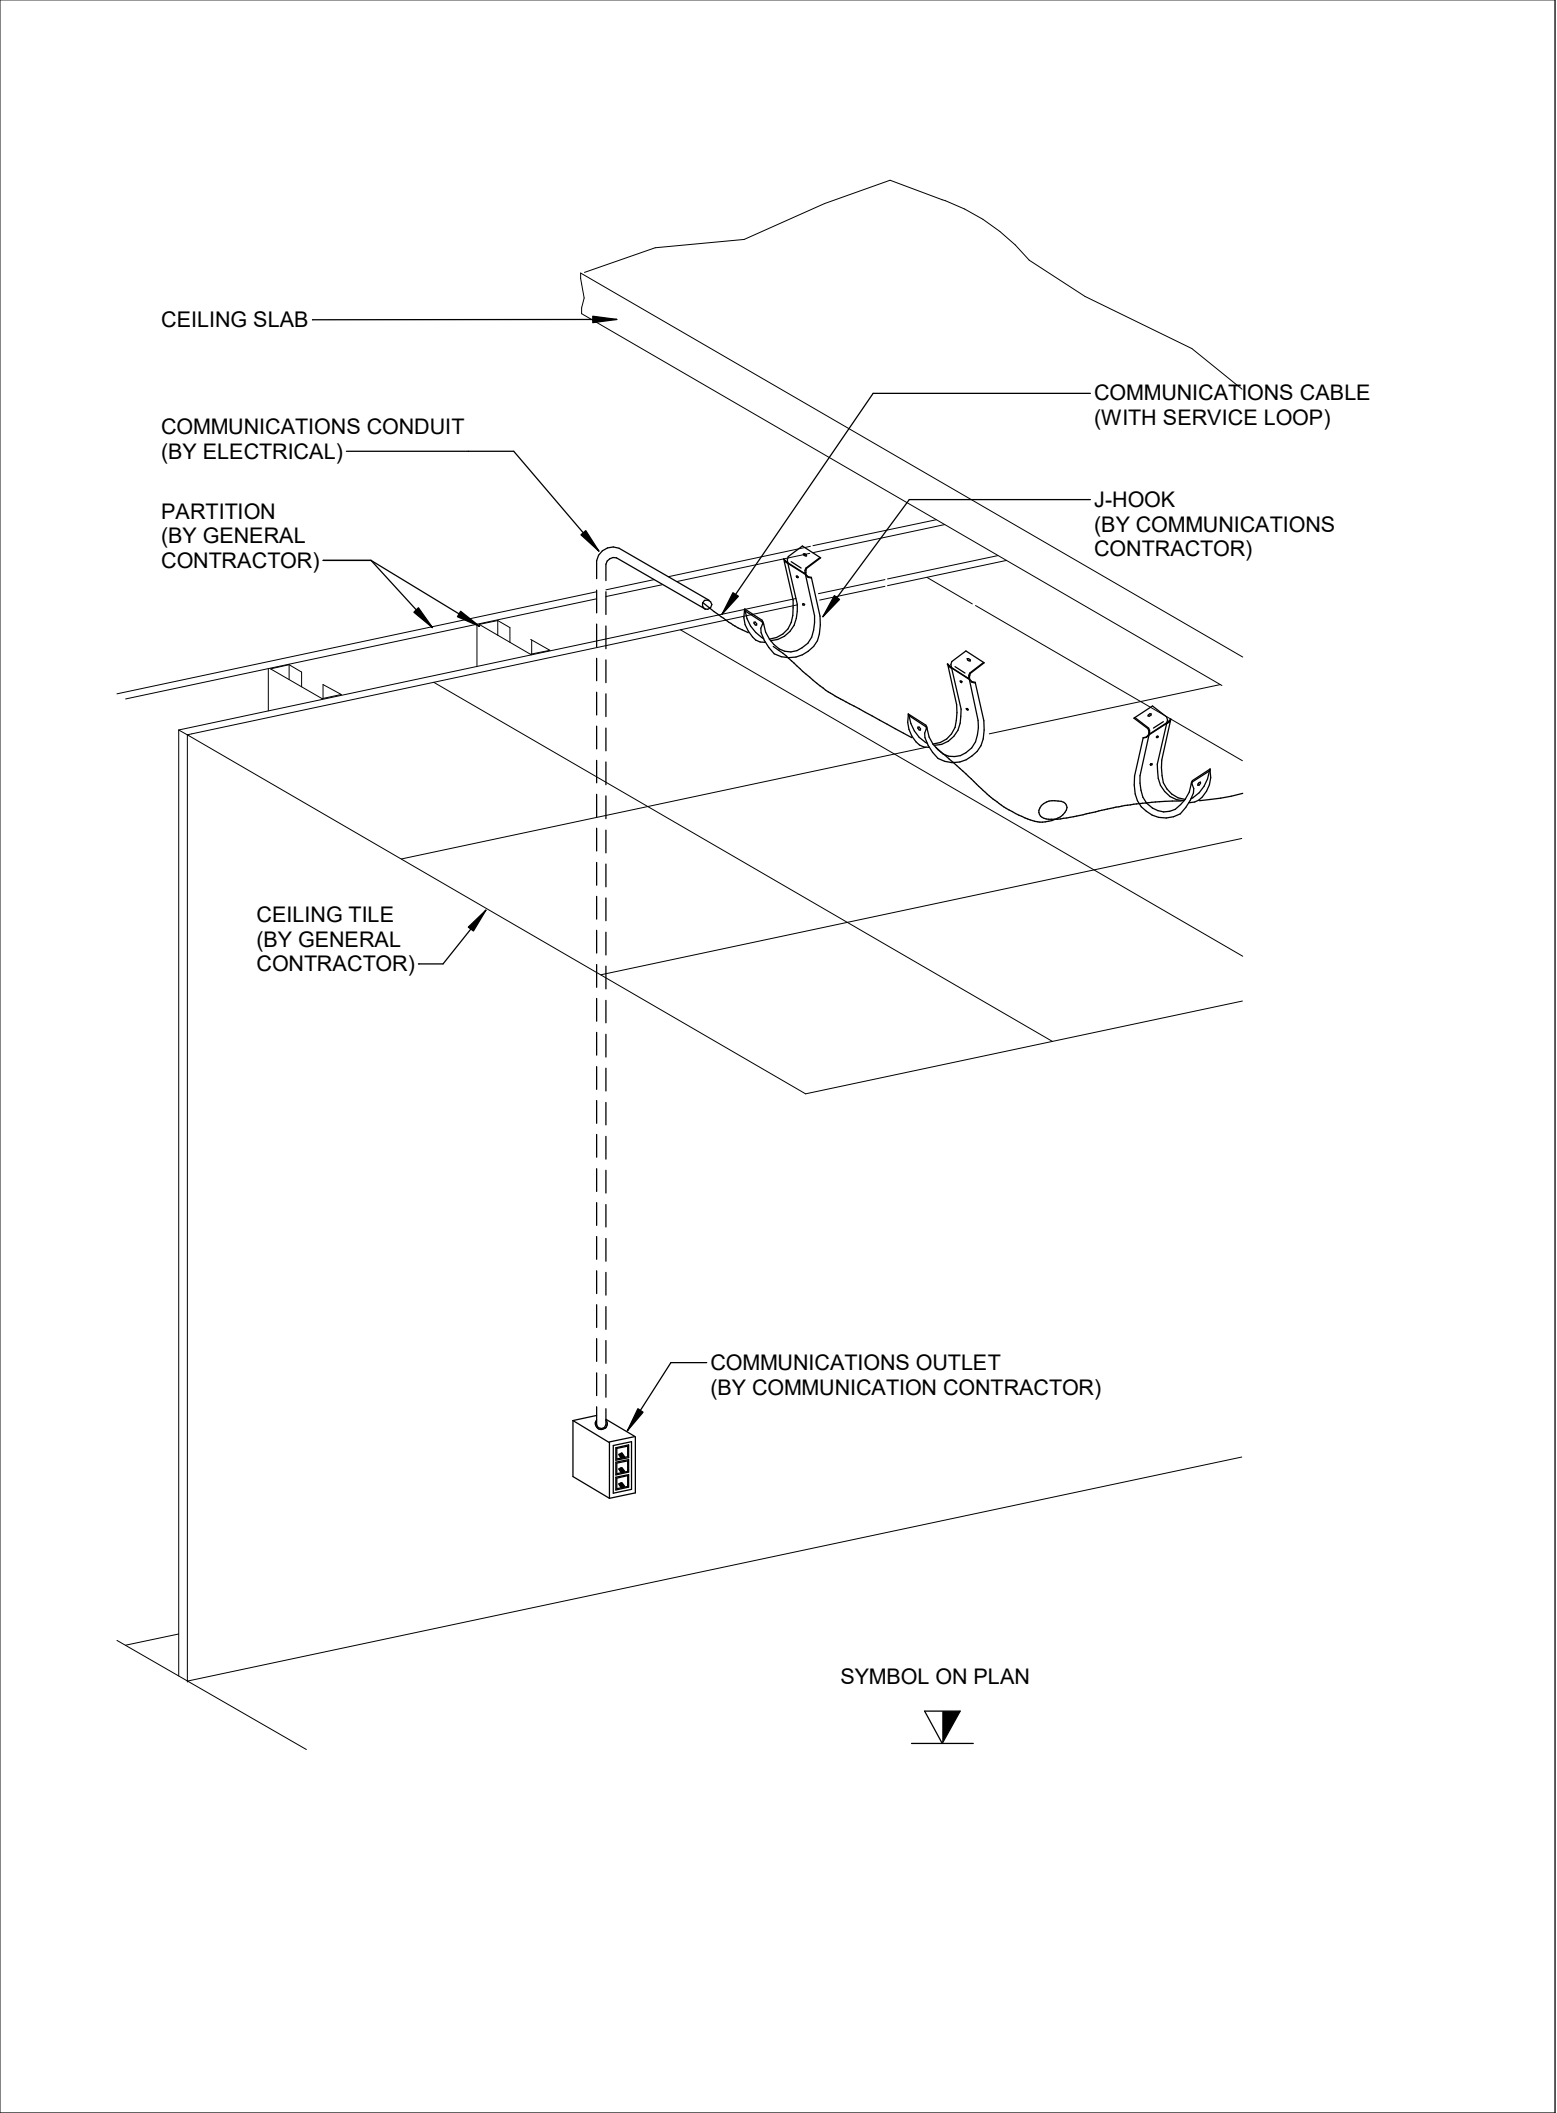 CEILING SLAB
COMMUNICATIONS CABLE
(WITH SERVICE LOOP)
COMMUNICATIONS CONDUIT
(BY ELECTRICAL)
J-HOOK
(BY COMMUNICATIONS
CONTRACTOR)
PARTITION
(BY GENERAL
CONTRACTOR)
CEILING TILE
(BY GENERAL
CONTRACTOR)
COMMUNICATIONS OUTLET
(BY COMMUNICATION CONTRACTOR)
SYMBOL ON PLAN